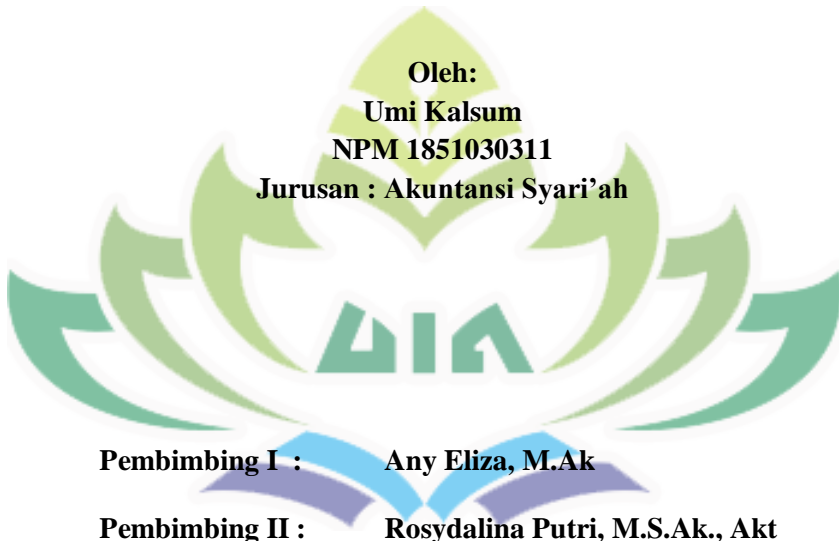 Oleh:
Umi Kalsum
NPM 1851030311
Jurusan : Akuntansi Syari’ah
UIN
Pembimbing I : Any Eliza, M.Ak
Pembimbing II : Rosydalina Putri, M.S.Ak., Akt